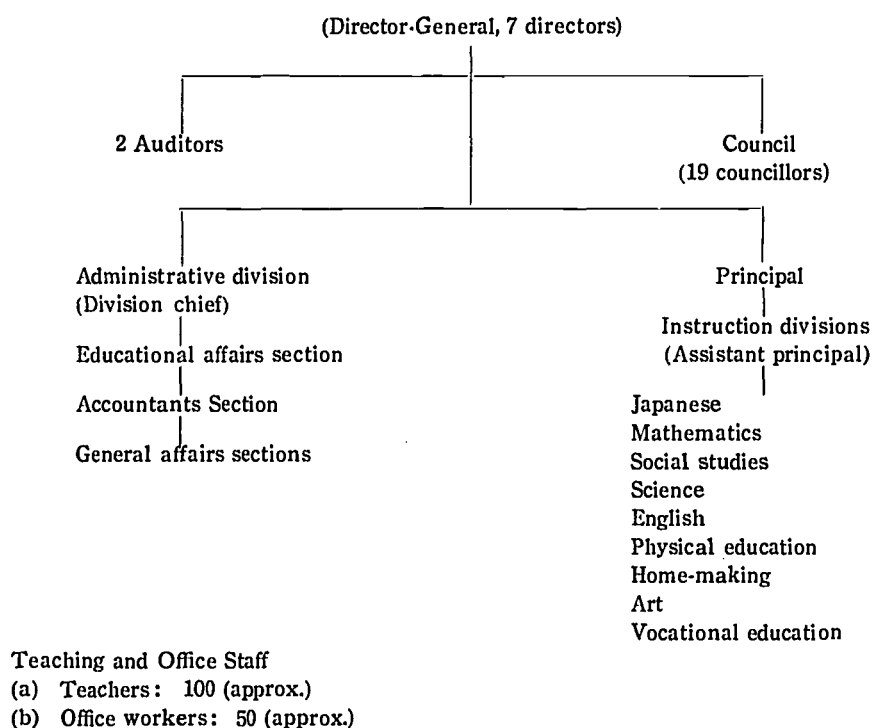 (Director-General, 7 directors)
2 Auditors
Council
(19 councillors)
Administrative division
(Division chief)
Educational affairs section
Accountants Section
General affairs sections
Principal
Instruction divisions
(Assistant principal)
Japanese
Mathematics
Social studies
Science
English
Physical education
Home-making
Art
Vocational education
Teaching and Office Staff
(a) Teachers: 100 (approx.)
(b) Office workers: 50 (approx.)